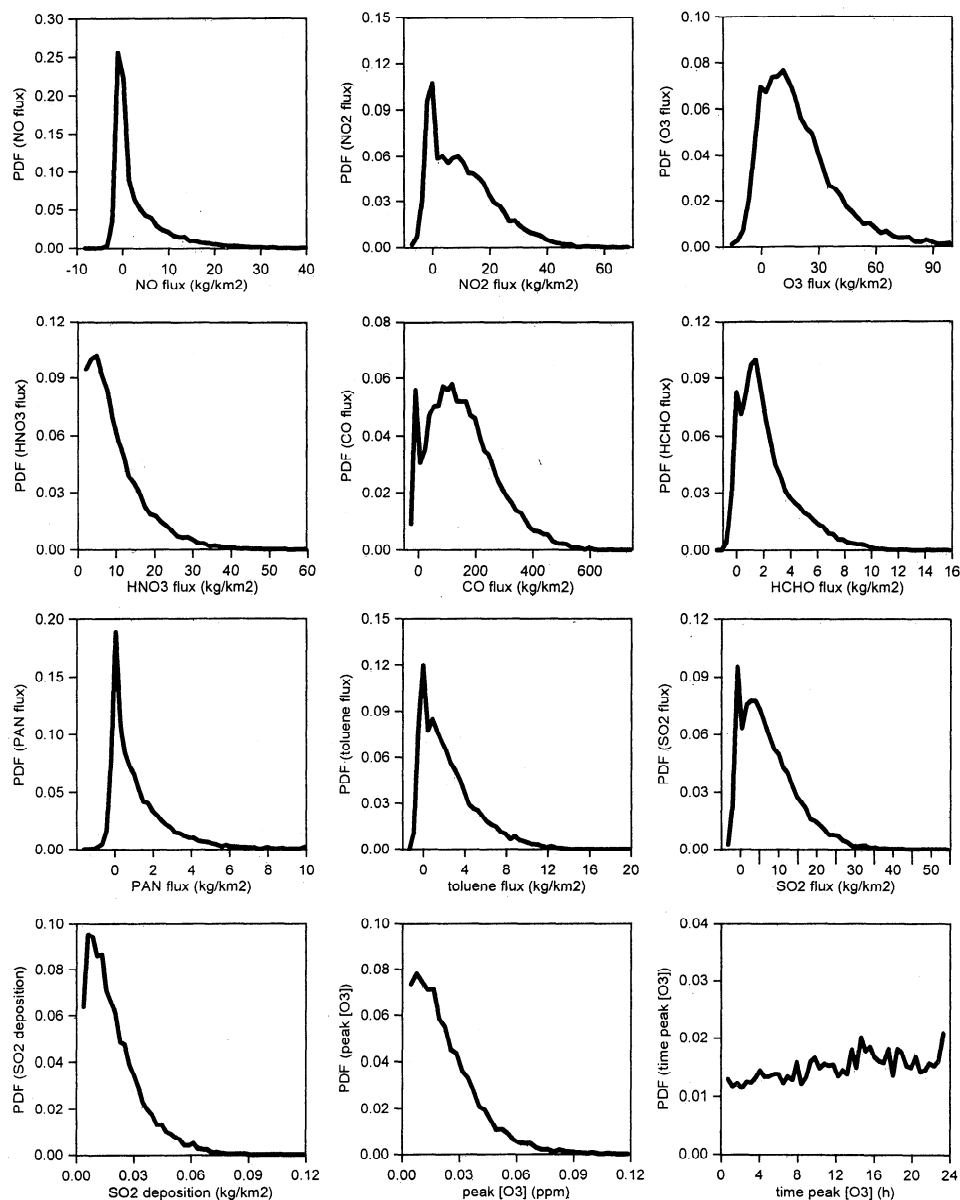 0.30
0.25
0.20
0.15
0.10
0.05
0.00
PDF (NO flux)
-10 0 10 20 30 40
NO flux (kg/km2)
0.15
0.12
0.09
0.06
0.03
0.00
PDF (NO2 flux)
0 20 40 60
NO2 flux (kg/km2)
0.10
0.08
0.06
0.04
0.02
0.00
PDF (O3 flux)
0 30 60 90
O3 flux (kg/km2)
0.12
0.09
0.06
0.03
0.00
PDF (HNO3 flux)
0 10 20 30 40 50 60
HNO3 flux (kg/km2)
0.08
0.06
0.04
0.02
0.00
PDF (CO flux)
0 200 400 600
CO flux (kg/km2)
0.12
0.09
0.06
0.03
0.00
PDF (HCHO flux)
0 2 4 6 8 10 12 14 16
HCHO flux (kg/km2)
0.20
0.15
0.10
0.05
0.00
PDF (PAN flux)
0 2 4 6 8 10
PAN flux (kg/km2)
0.15
0.12
0.09
0.06
0.03
0.00
PDF (toluene flux)
0 4 8 12 16 20
toluene flux (kg/km2)
0.12
0.09
0.06
0.03
0.00
PDF (SO2 flux)
0 10 20 30 40 50
SO2 flux (kg/km2)
0.10
0.08
0.06
0.04
0.02
0.00
PDF (SO2 deposition)
0.00 0.03 0.06 0.09 0.12
SO2 deposition (kg/km2)
0.10
0.08
0.06
0.04
0.02
0.00
PDF (peak [O3])
0.00 0.03 0.06 0.09 0.12
peak [O3] (ppm)
0.04
0.03
0.02
0.01
0.00
PDF (time peak [O3])
0 4 8 12 16 20 24
time peak [O3] (h)